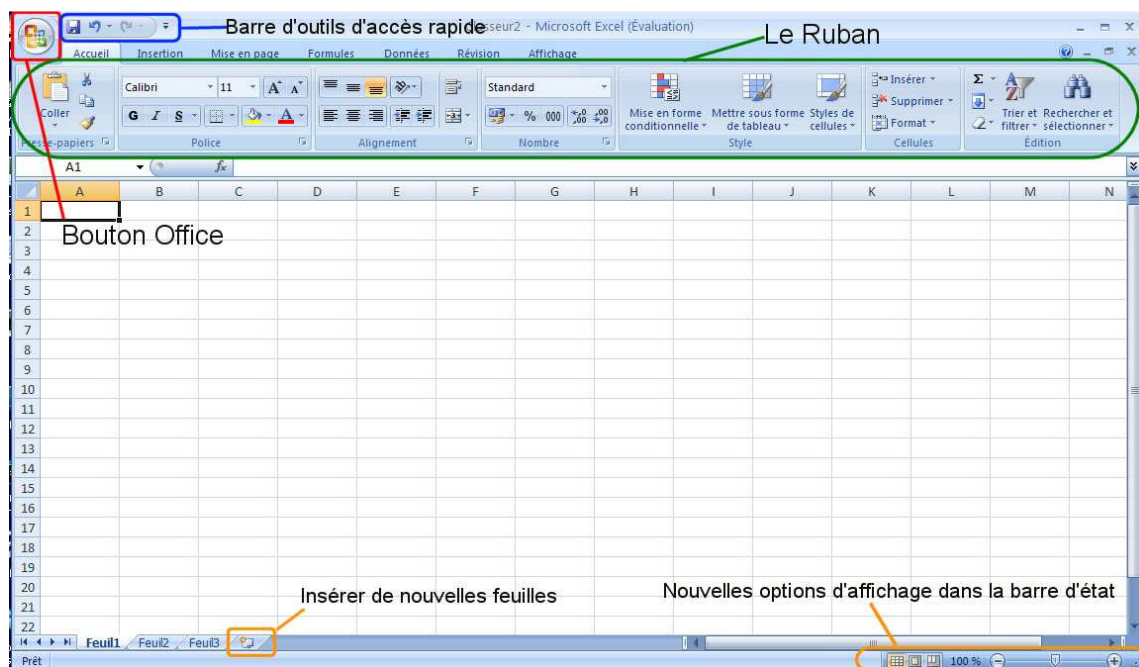 Barre d'outils d'accès rapide sseur2 - Microsoft Excel (Évaluation)
Le Ruban
Accueil Insertion Mise en page Formules Données Révision Affichage
Calibri 11 A A Standard Insérer Σ
Coller Supprimer
G I S A % 000 Mise en forme Mettre sous forme Styles de Format Trier et Rechercher et
conditionnelle de tableau cellules filtrer sélectionner
Presse-papiers Police Alignement Nombre Style Cellules Édition
A1 fx
A B C D E F G H I J K L M N
1
2
Bouton Office
3
4
5
6
7
8
9
10
11
12
13
14
15
16
17
18
19
20
Insérer de nouvelles feuilles Nouvelles options d'affichage dans la barre d'état
21
22
Feuil1 Feuil2 Feuil3
Prêt 100 %